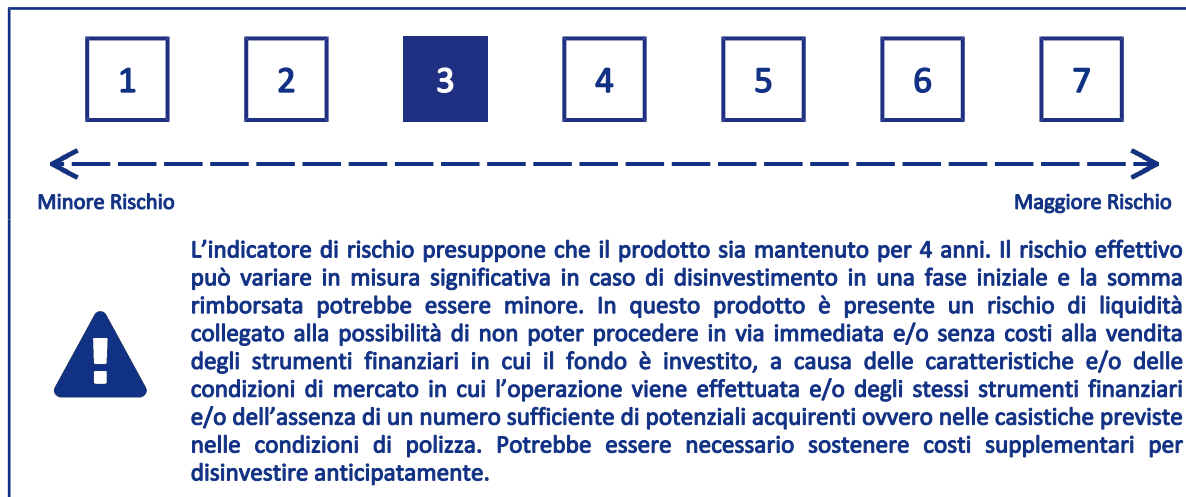 1 2 3 4 5 6 7
Minore Rischio Maggiore Rischio
L’indicatore di rischio presuppone che il prodotto sia mantenuto per 4 anni. Il rischio effettivo
può variare in misura significativa in caso di disinvestimento in una fase iniziale e la somma
rimborsata potrebbe essere minore. In questo prodotto è presente un rischio di liquidità
collegato alla possibilità di non poter procedere in via immediata e/o senza costi alla vendita
degli strumenti finanziari in cui il fondo è investito, a causa delle caratteristiche e/o delle
condizioni di mercato in cui l’operazione viene effettuata e/o degli stessi strumenti finanziari
e/o dell’assenza di un numero sufficiente di potenziali acquirenti ovvero nelle casistiche previste
nelle condizioni di polizza. Potrebbe essere necessario sostenere costi supplementari per
disinvestire anticipatamente.